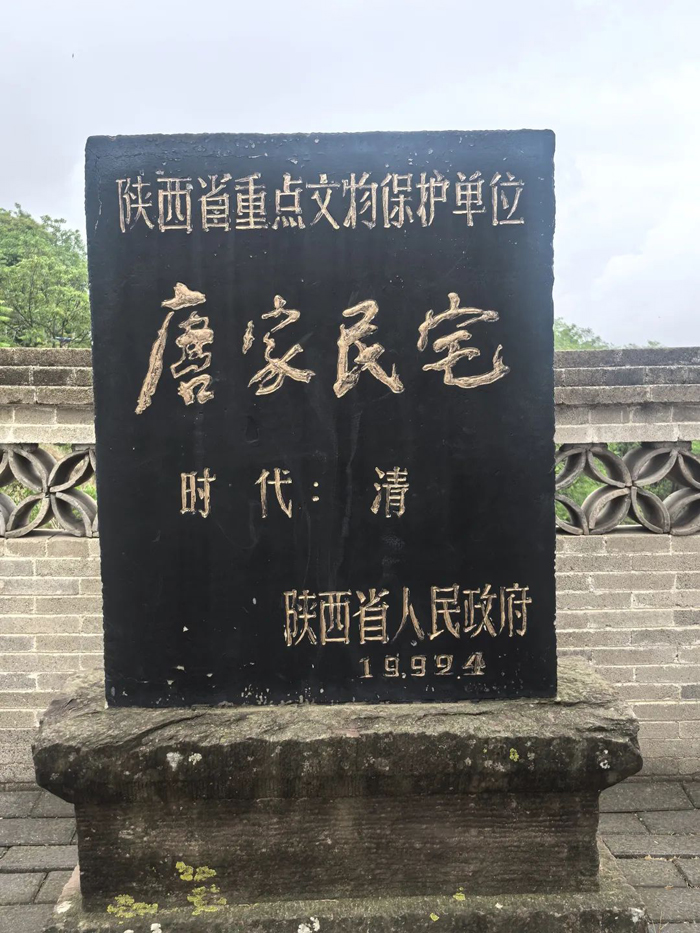 陕西省重点文物保护单位
唐家民宅
时代：清
陕西省人民政府
1992.4